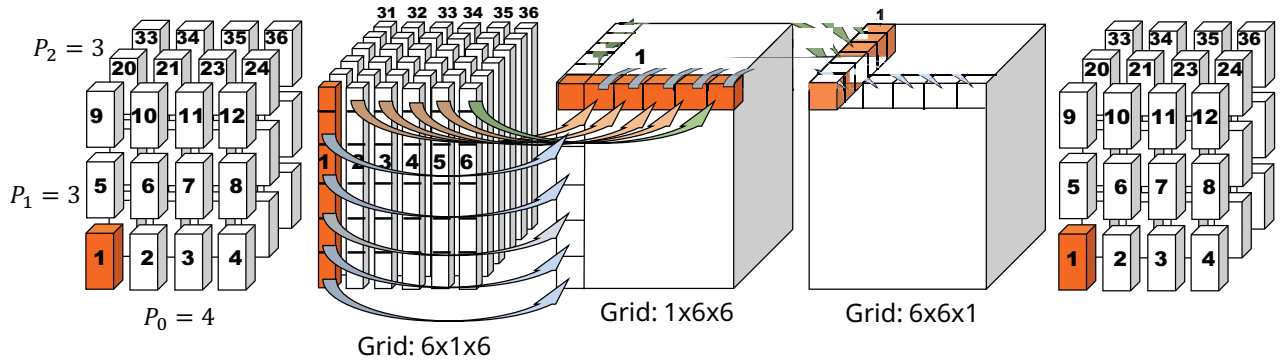 P₂ = 3
33 34 35 36
20 21 23 24
9 10 11 12
P₁ = 3
5 6 7 8
1 2 3 4
P₀ = 4
31 32 33 34 35 36
1 2 3 4 5 6
Grid: 6x1x6
1
Grid: 1x6x6
1
Grid: 6x6x1
33 34 35 36
20 21 23 24
9 10 11 12
5 6 7 8
1 2 3 4